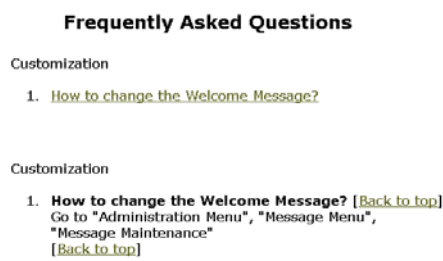 Frequently Asked Questions
Customization
1. How to change the Welcome Message?
Customization
1. How to change the Welcome Message? [Back to top]
Go to "Administration Menu", "Message Menu",
"Message Maintenance"
[Back to top]